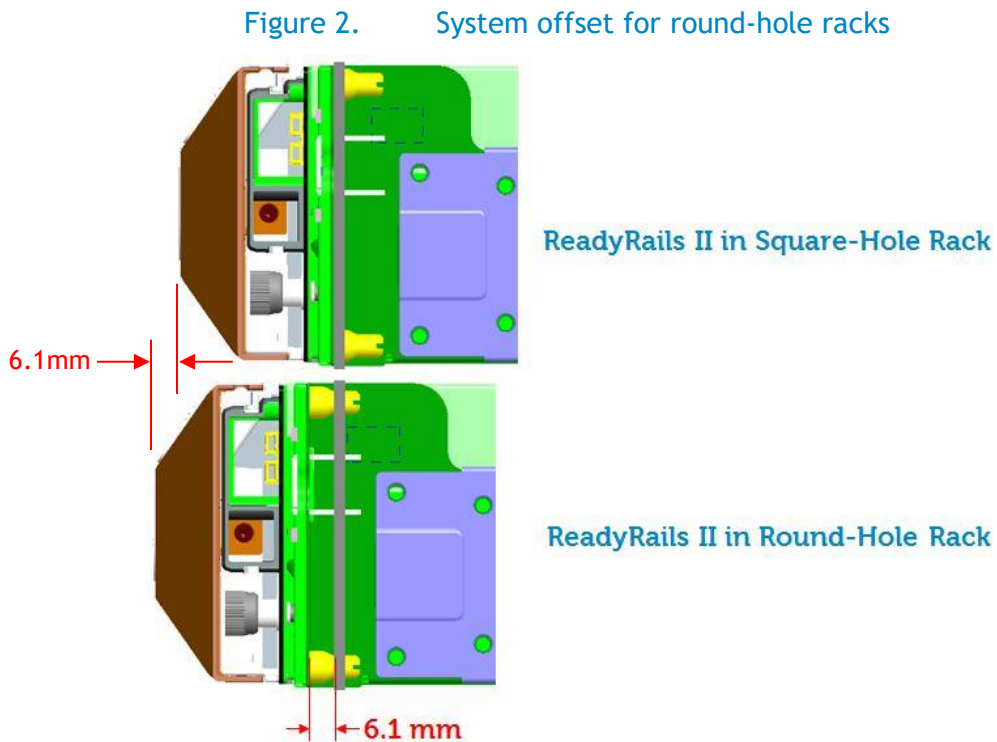 Figure 2. System offset for round-hole racks
ReadyRails II in Square-Hole Rack
6.1mm
ReadyRails II in Round-Hole Rack
6.1 mm